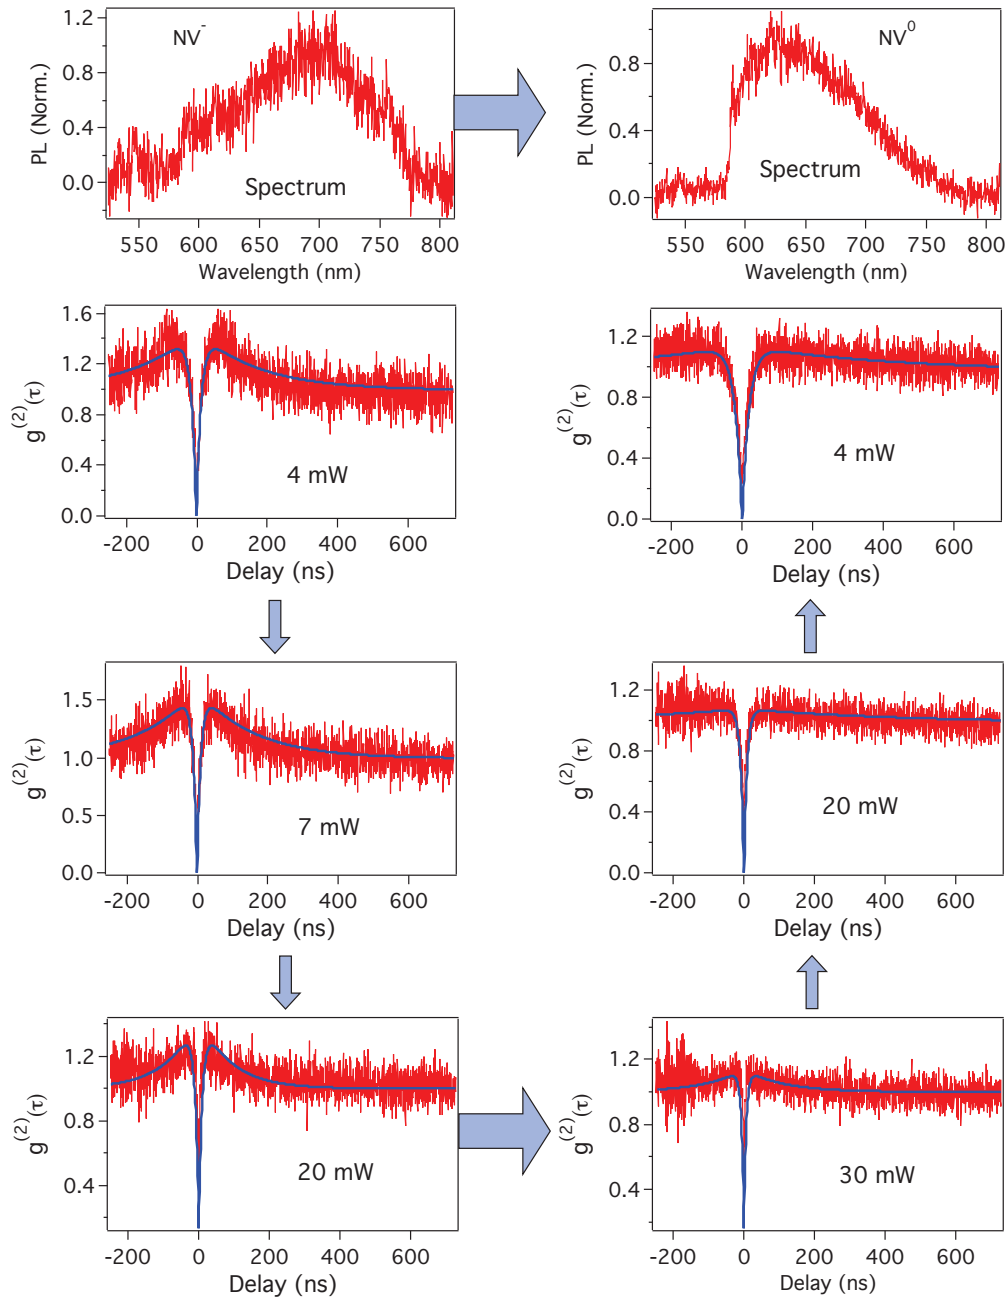 NV-
PL (Norm.)
1.2
0.8
0.4
0.0
Spectrum
550 600 650 700 750 800
Wavelength (nm)
NV0
PL (Norm.)
0.8
0.4
0.0
Spectrum
550 600 650 700 750 800
Wavelength (nm)
g(2)(τ)
1.6
1.2
0.8
0.4
0.0
4 mW
-200 0 200 400 600
Delay (ns)
g(2)(τ)
1.2
0.8
0.4
0.0
4 mW
-200 0 200 400 600
Delay (ns)
g(2)(τ)
1.5
1.0
0.5
0.0
7 mW
-200 0 200 400 600
Delay (ns)
g(2)(τ)
1.2
0.8
0.4
0.0
20 mW
-200 0 200 400 600
Delay (ns)
g(2)(τ)
1.2
0.8
0.4
20 mW
-200 0 200 400 600
Delay (ns)
g(2)(τ)
1.2
0.8
0.4
30 mW
-200 0 200 400 600
Delay (ns)